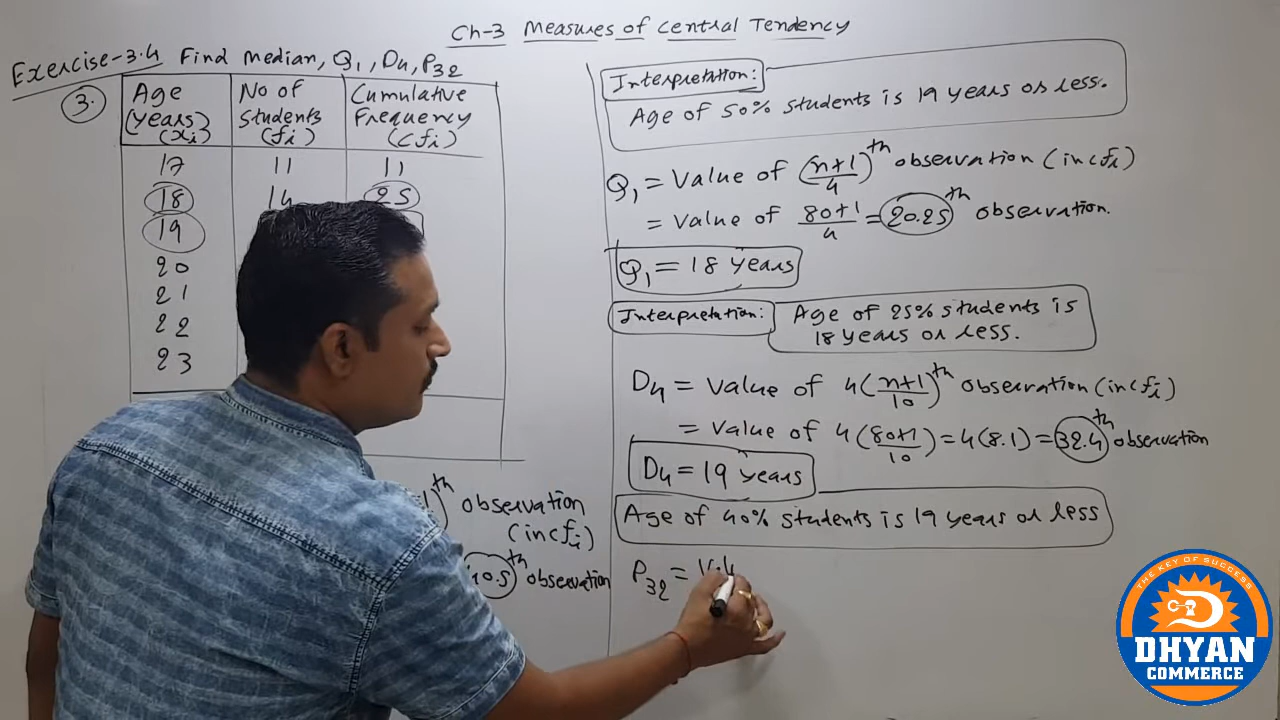 Ch-3 Measures of Central Tendency
Exercise-3.4 Find Median, Q1, D4, P32
3.
Age (years) (xi)
No of Students (fi)
Cumulative Frequency (cfi)
17 11 11
18 14 25
19
20
21
22
23
)th observation
(in cfi)
th observation
Interpretation:
Age of 50% students is 19 years or less.
Q1 = Value of (n+1/4)th observation (in cfi)
= Value of 80+1/4 = 20.25th observation.
Q1 = 18 years
Interpretation: Age of 25% students is
18 years or less.
D4 = Value of 4(n+1/10)th observation (in cfi)
= Value of 4(80+1/10) = 4(8.1) = 32.4th observation
D4 = 19 years
Age of 40% students is 19 years or less
P32 =
THE KEY OF SUCCESS
DHYAN
COMMERCE